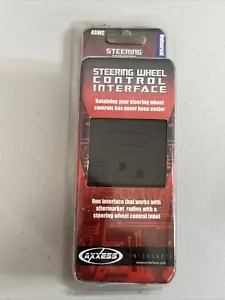 ASWC
STEERING
STEERING WHEEL
CONTROL
INTERFACE
Retaining your steering wheel
controls has never been easier
One interface that works with
aftermarket radios with a
steering wheel control input
AXXESS
INTERFACES